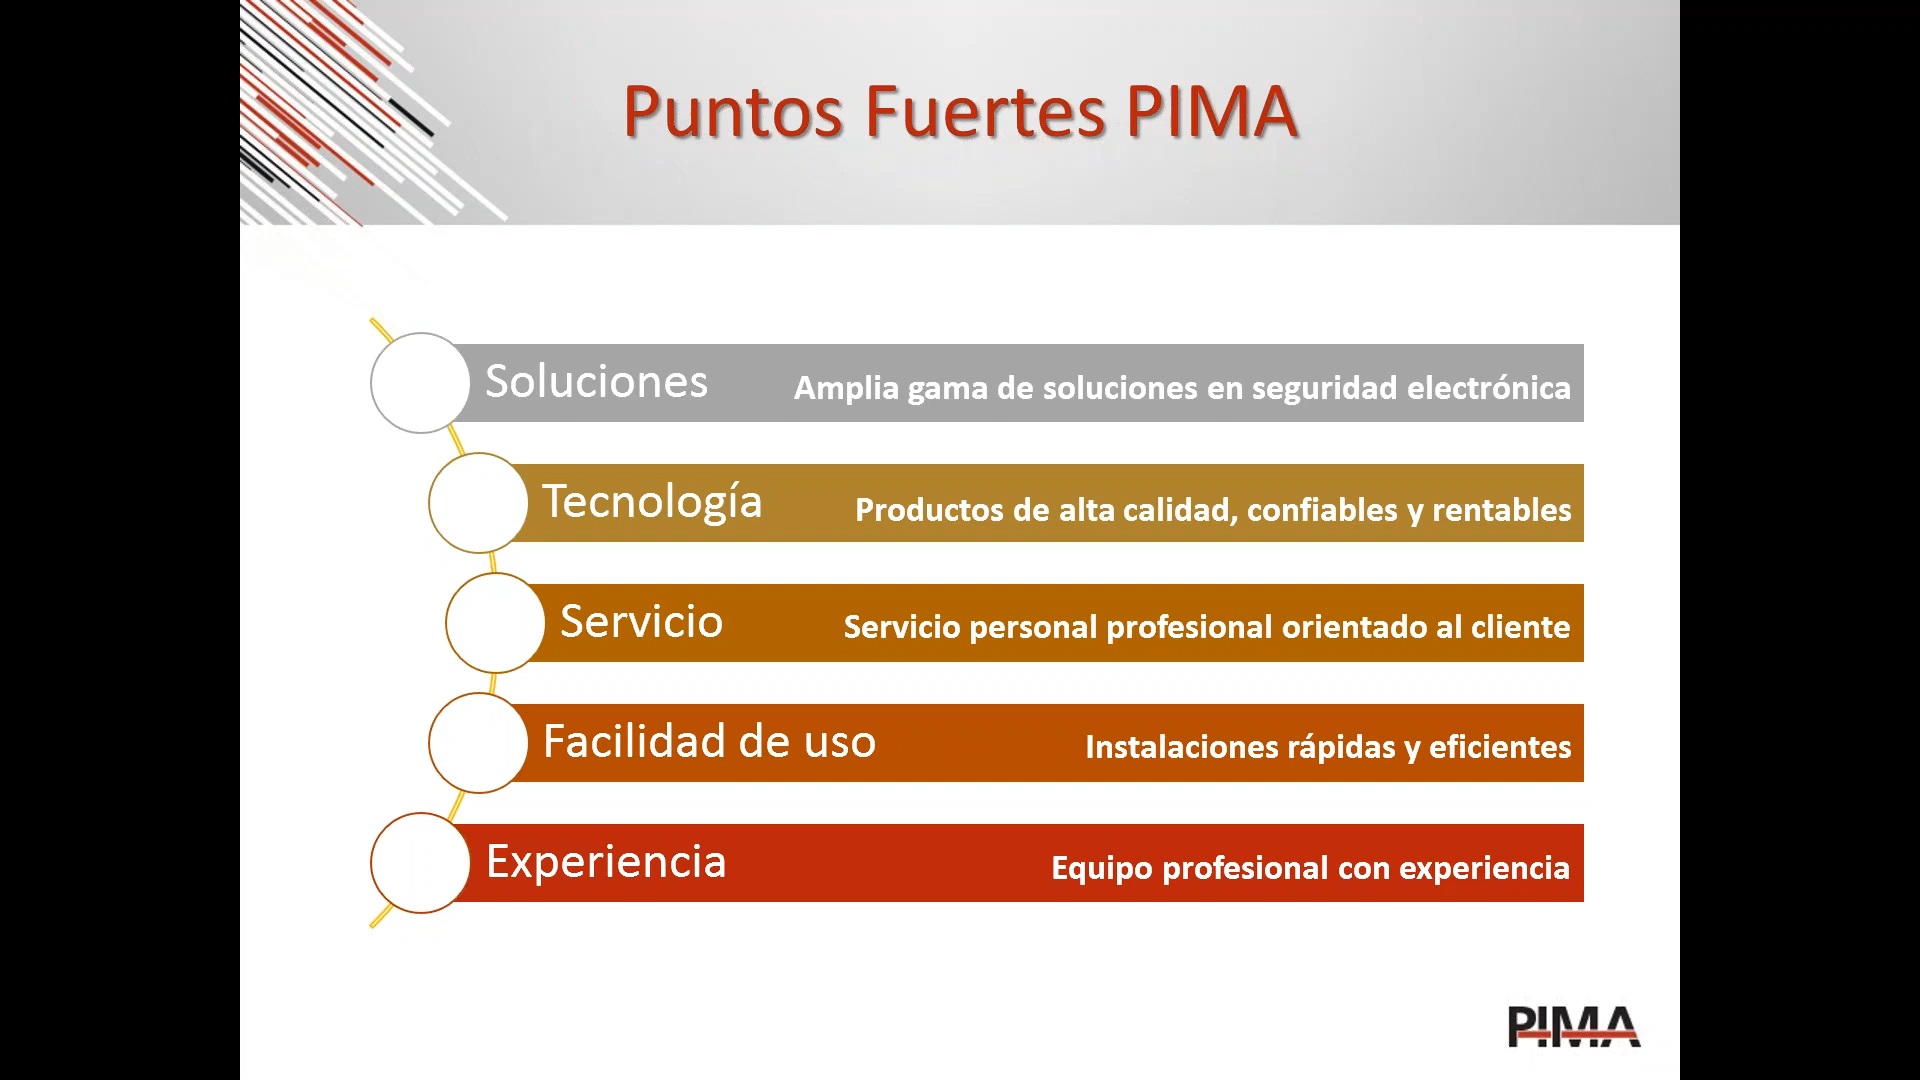 Puntos Fuertes PIMA
Soluciones Amplia gama de soluciones en seguridad electrónica
Tecnología Productos de alta calidad, confiables y rentables
Servicio Servicio personal profesional orientado al cliente
Facilidad de uso Instalaciones rápidas y eficientes
Experiencia Equipo profesional con experiencia
PIMA